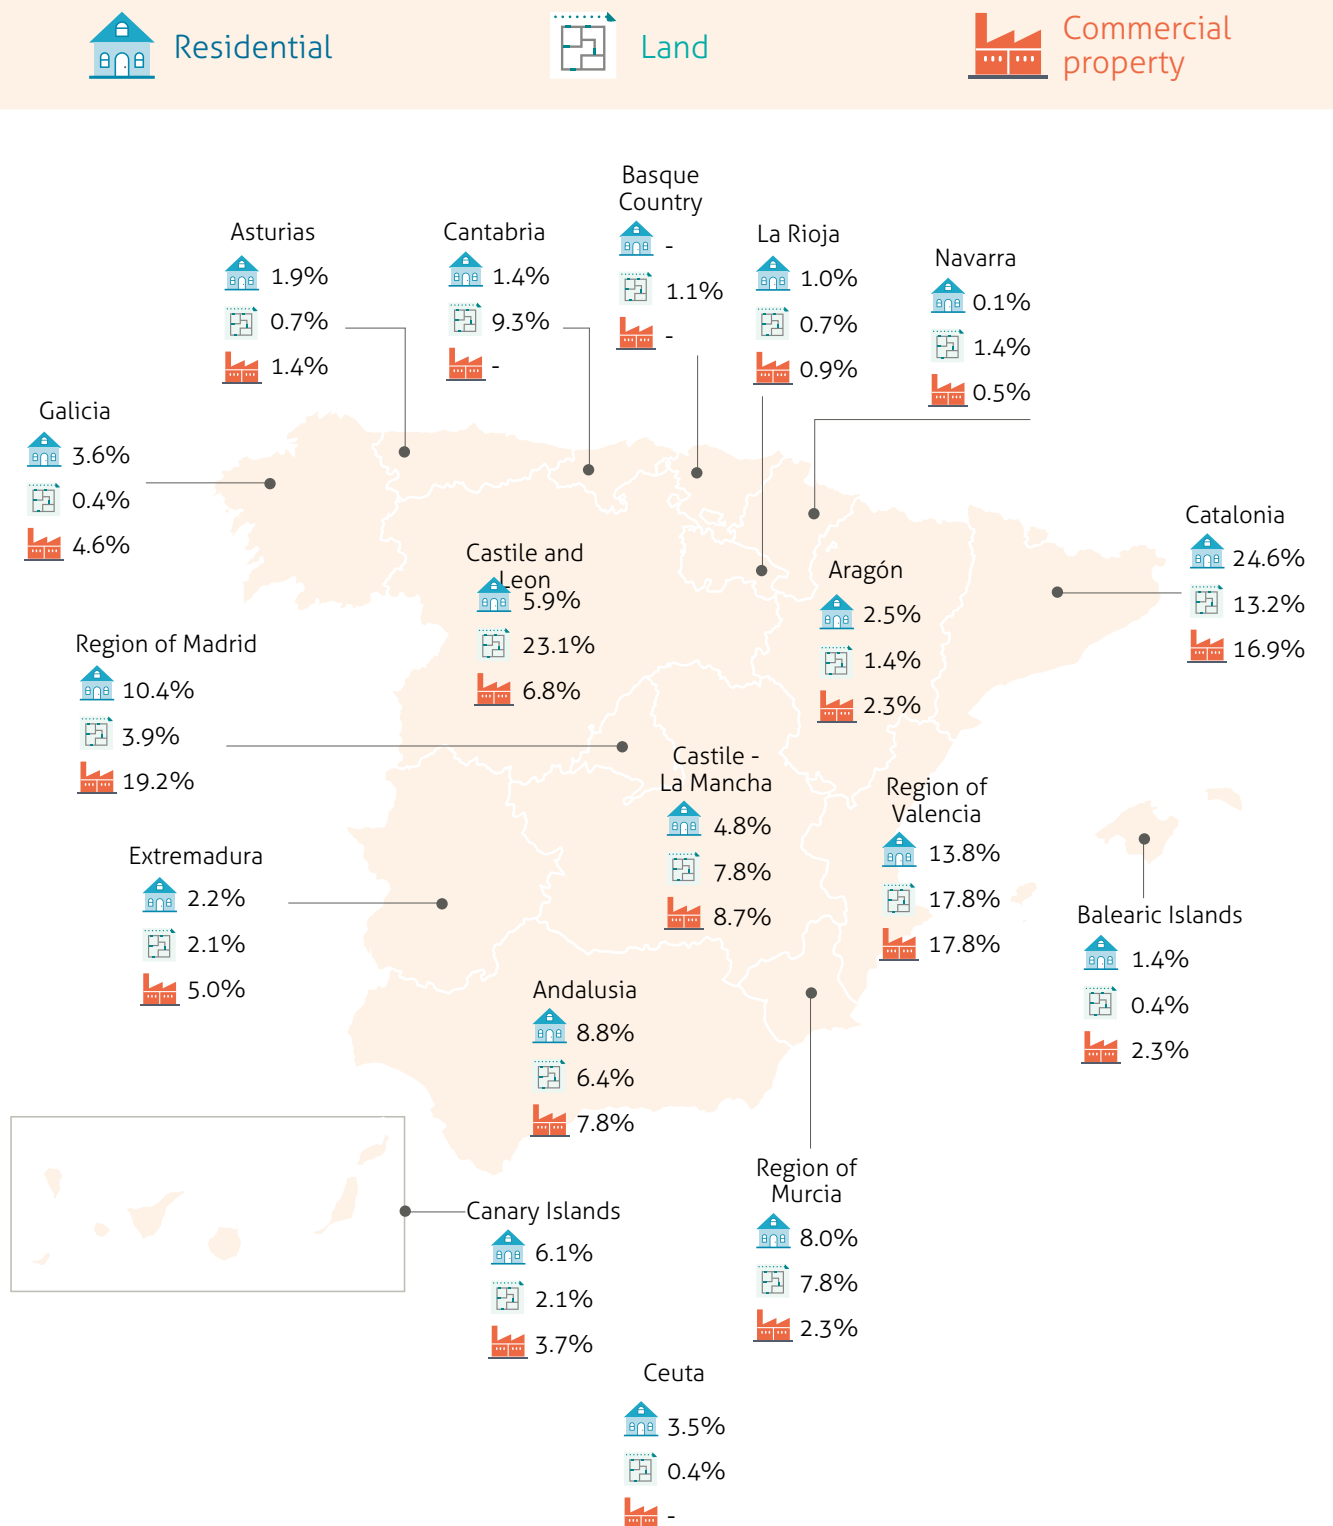 Residential
Land
Commercial
property
Basque
Country
-
1.1%
-
Asturias
1.9%
0.7%
1.4%
Cantabria
1.4%
9.3%
-
La Rioja
1.0%
0.7%
0.9%
Navarra
0.1%
1.4%
0.5%
Galicia
3.6%
0.4%
4.6%
Catalonia
24.6%
13.2%
16.9%
Castile and
Leon
5.9%
23.1%
6.8%
Aragón
2.5%
1.4%
2.3%
Region of Madrid
10.4%
3.9%
19.2%
Castile -
La Mancha
4.8%
7.8%
8.7%
Region of
Valencia
13.8%
17.8%
17.8%
Extremadura
2.2%
2.1%
5.0%
Balearic Islands
1.4%
0.4%
2.3%
Andalusia
8.8%
6.4%
7.8%
Region of
Murcia
8.0%
7.8%
2.3%
Canary Islands
6.1%
2.1%
3.7%
Ceuta
3.5%
0.4%
-